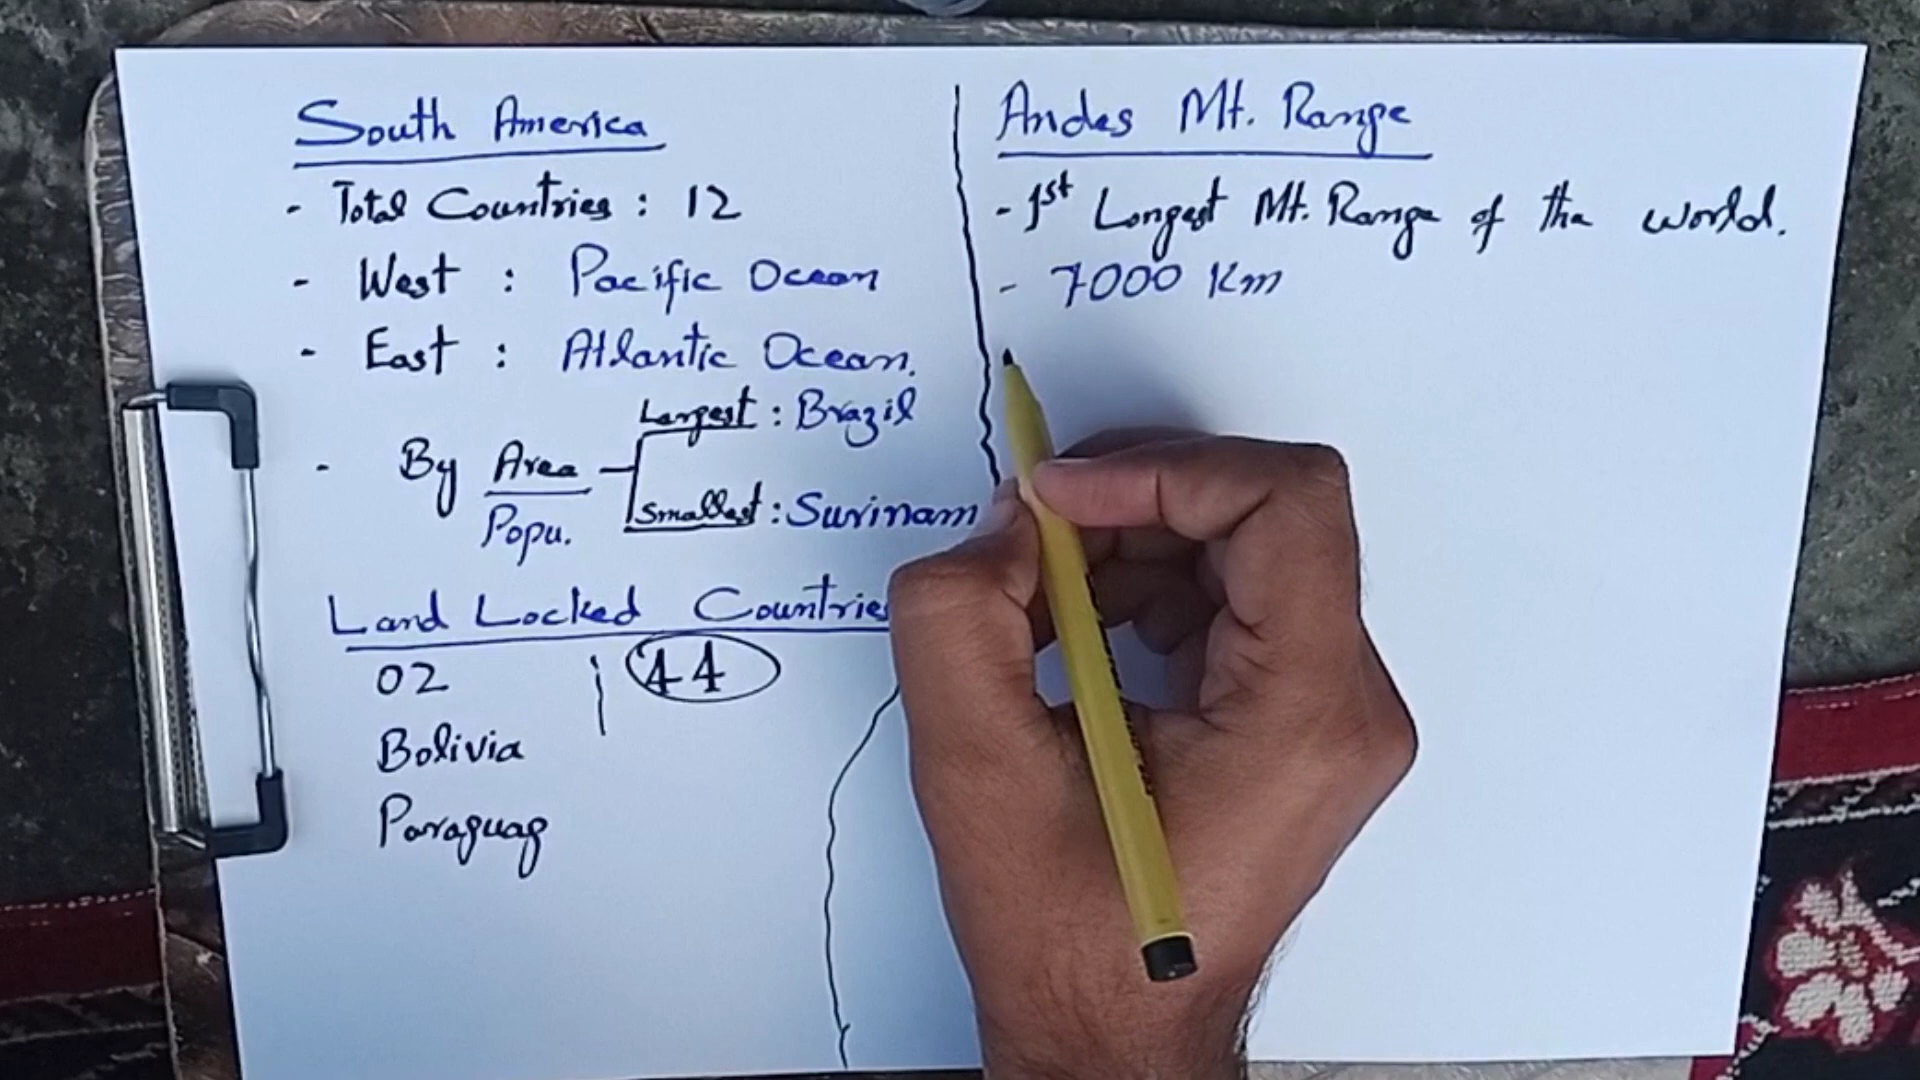 South America
- Total Countries : 12
- West : Pacific Ocean
- East : Atlantic Ocean.
- By Area
Popu.
Largest : Brazil
Smallest : Surinam
Land Locked Countries
02 44
Bolivia
Paraguay
Andes Mt. Range
- 1st Longest Mt. Range of the world.
- 7000 Km